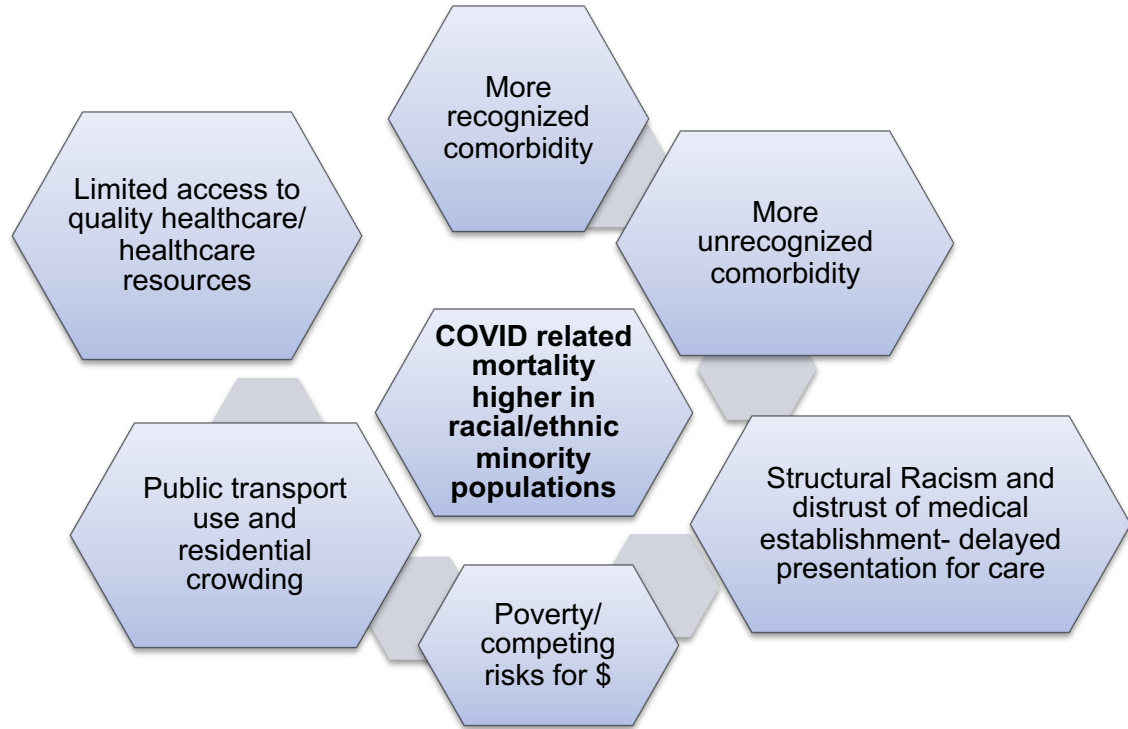 More
recognized
comorbidity
More
unrecognized
comorbidity
Structural Racism and
distrust of medical
establishment- delayed
presentation for care
Poverty/
competing
risks for $
Public transport
use and
residential
crowding
Limited access to
quality healthcare/
healthcare
resources
COVID related
mortality
higher in
racial/ethnic
minority
populations